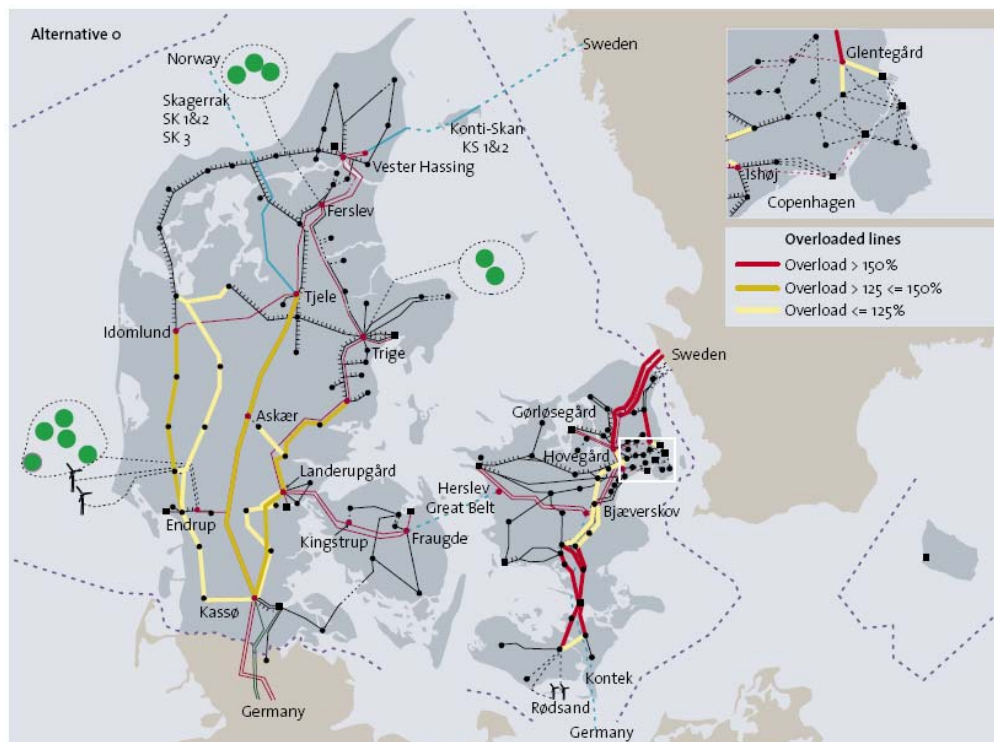 Alternative 0
Norway
Skagerrak
SK 1&2
SK 3
Sweden
Konti-Skan
KS 1&2
Vester Hassing
Ferslev
Tjele
Idomlund
Trige
Askær
Landerupgård
Endrup
Kingstrup
Fraugde
Kassø
Germany
Sweden
Gørløsegård
Hovegård
Herslev
Great Belt
Bjæverskov
Kontek
Rødsand
Germany
Glentegård
Ishøj
Copenhagen
Overloaded lines
Overload > 150%
Overload > 125 <= 150%
Overload <= 125%